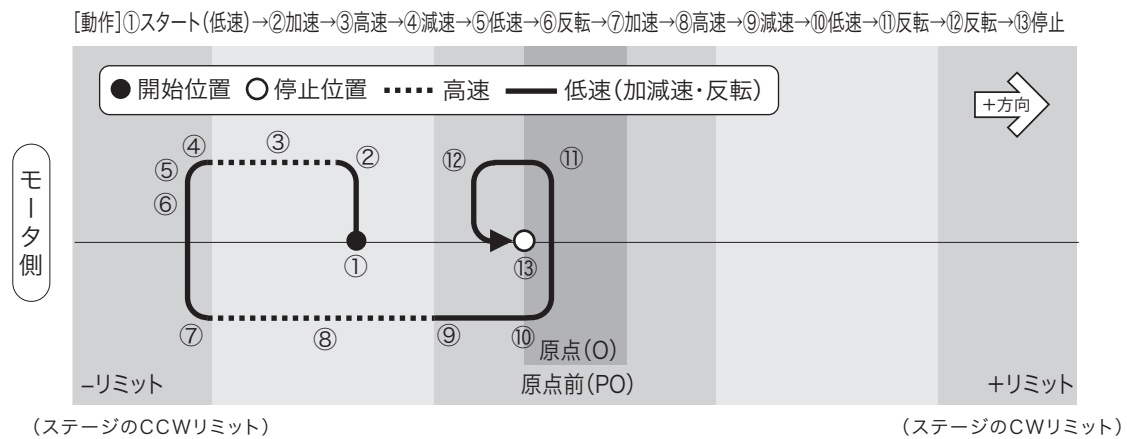 [動作]①スタート(低速)→②加速→③高速→④減速→⑤低速→⑥反転→⑦加速→⑧高速→⑨減速→⑩低速→⑪反転→⑫反転→⑬停止
開始位置 停止位置 高速 低速(加減速・反転)
+方向
④ ③ ② ⑫ ⑪
⑤
⑥
モータ側
① ⑬
⑦ ⑧ ⑨ ⑩
原点(O)
−リミット 原点前(PO) +リミット
(ステージのCCWリミット) (ステージのCWリミット)